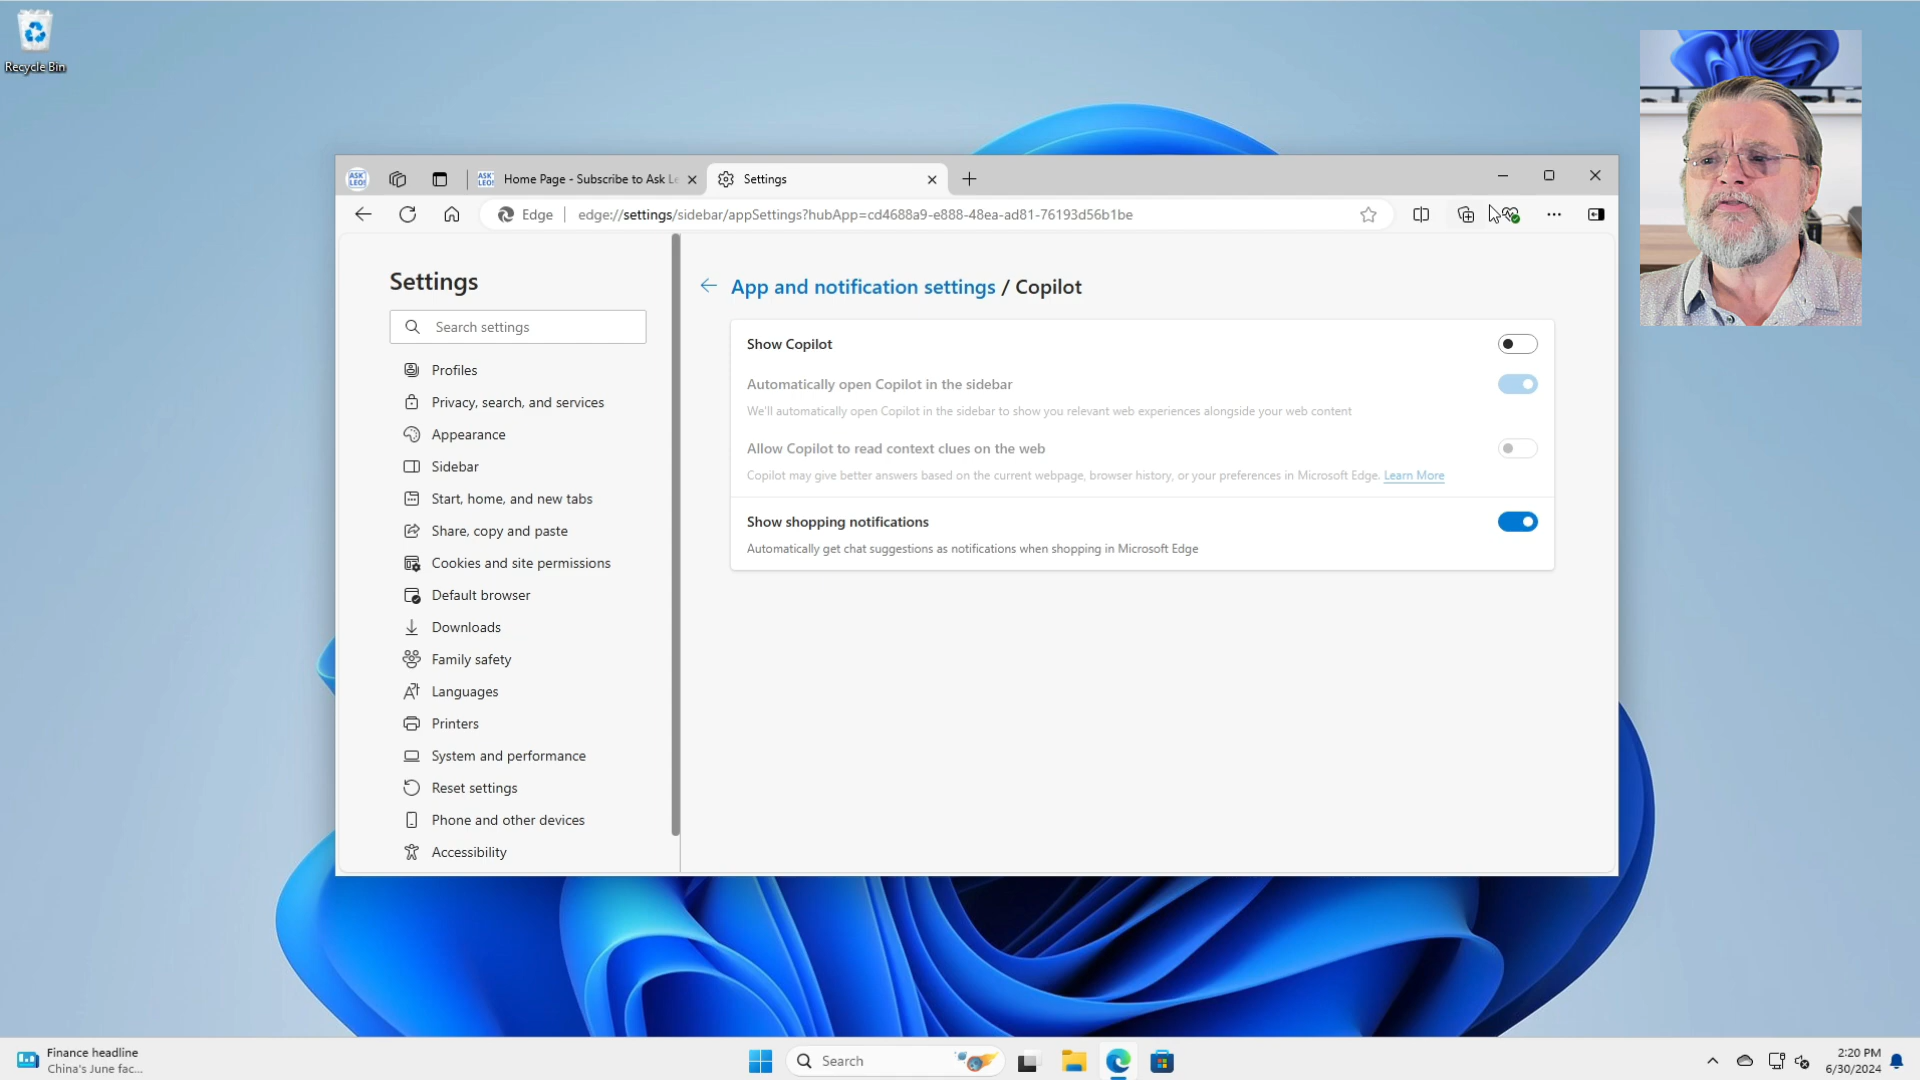 Recycle Bin
ASK LEO!
ASK LEO!
Home Page - Subscribe to Ask Le
Settings
Edge
edge://settings/sidebar/appSettings?hubApp=cd4688a9-e888-48ea-ad81-76193d56b1be
Settings
Search settings
Profiles
Privacy, search, and services
Appearance
Sidebar
Start, home, and new tabs
Share, copy and paste
Cookies and site permissions
Default browser
Downloads
Family safety
Languages
Printers
System and performance
Reset settings
Phone and other devices
Accessibility
App and notification settings / Copilot
Show Copilot
Automatically open Copilot in the sidebar
We'll automatically open Copilot in the sidebar to show you relevant web experiences alongside your web content
Allow Copilot to read context clues on the web
Copilot may give better answers based on the current webpage, browser history, or your preferences in Microsoft Edge. Learn More
Show shopping notifications
Automatically get chat suggestions as notifications when shopping in Microsoft Edge
Finance headline
China's June fac...
Search
2:20 PM
6/30/2024